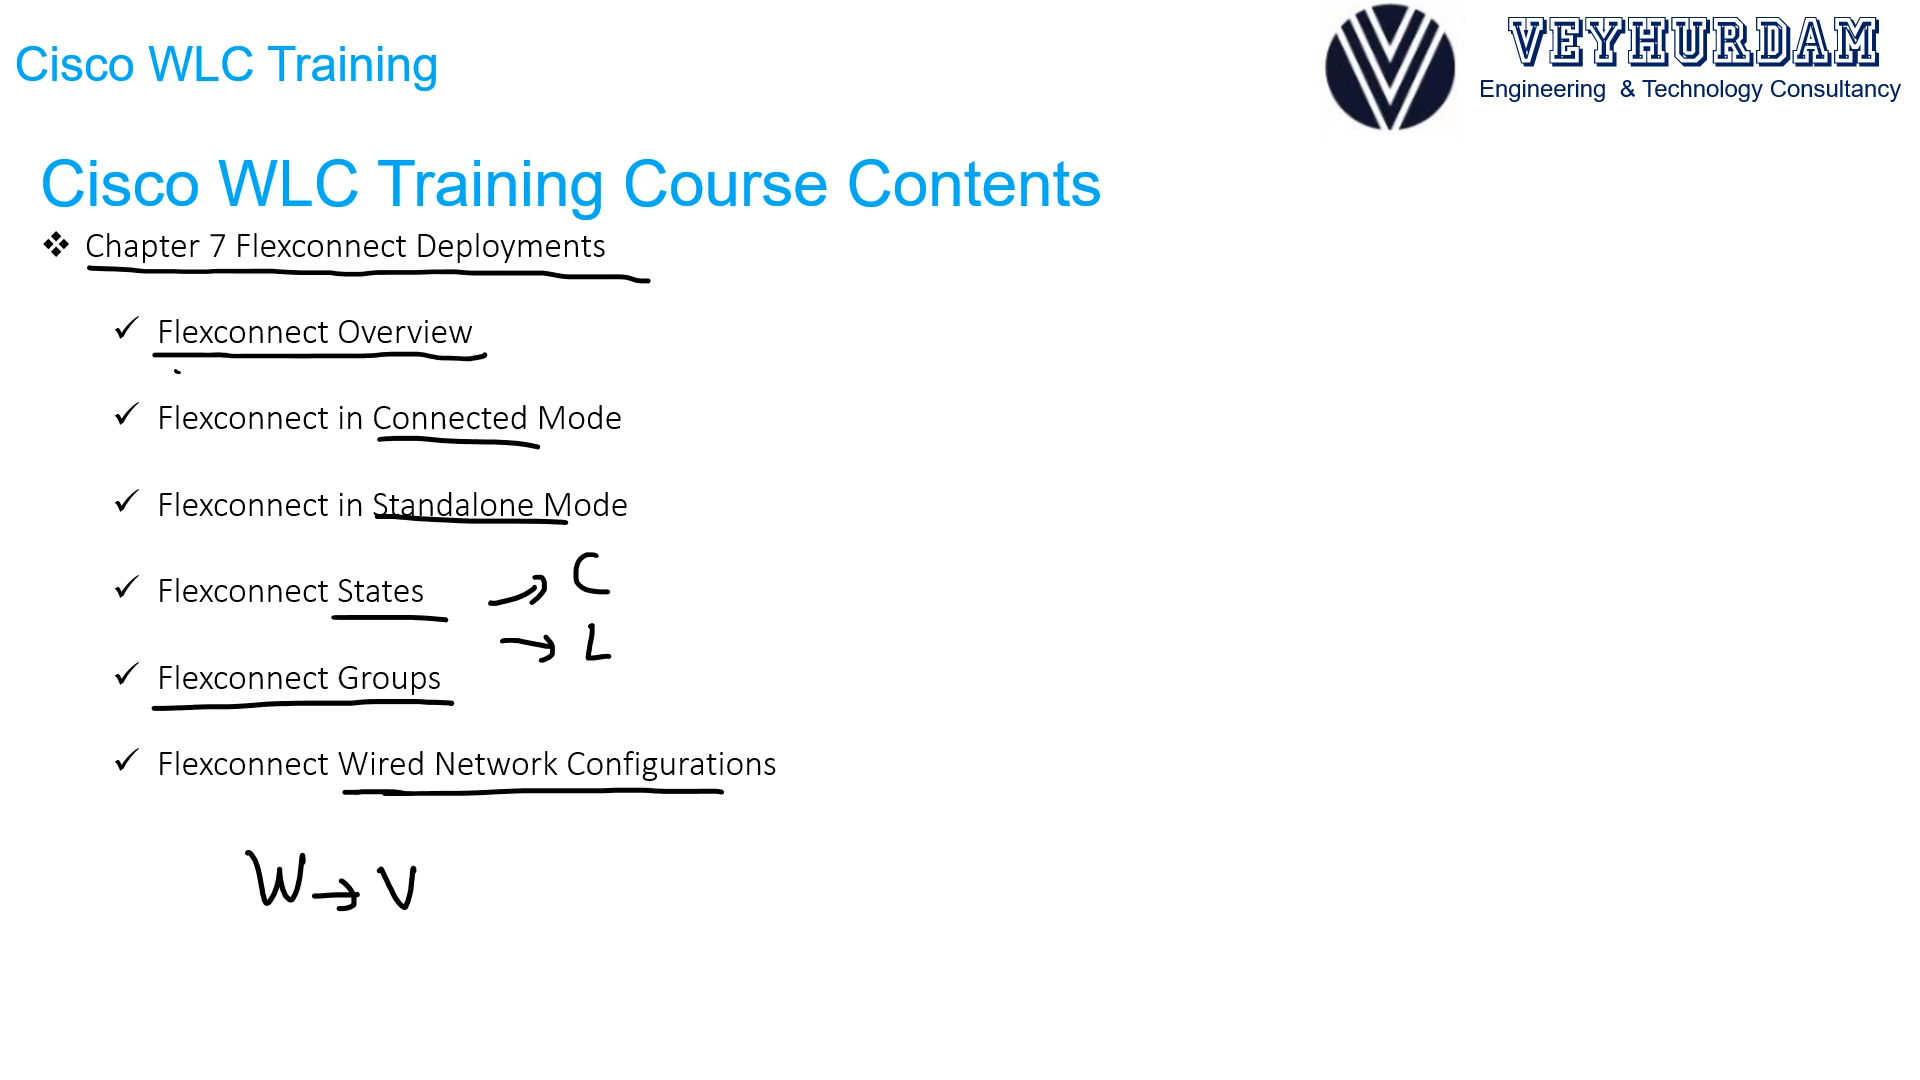 Cisco WLC Training
VEYHURDAM
Engineering & Technology Consultancy
Cisco WLC Training Course Contents
Chapter 7 Flexconnect Deployments
Flexconnect Overview
Flexconnect in Connected Mode
Flexconnect in Standalone Mode
Flexconnect States → C
→ L
Flexconnect Groups
Flexconnect Wired Network Configurations
W → V